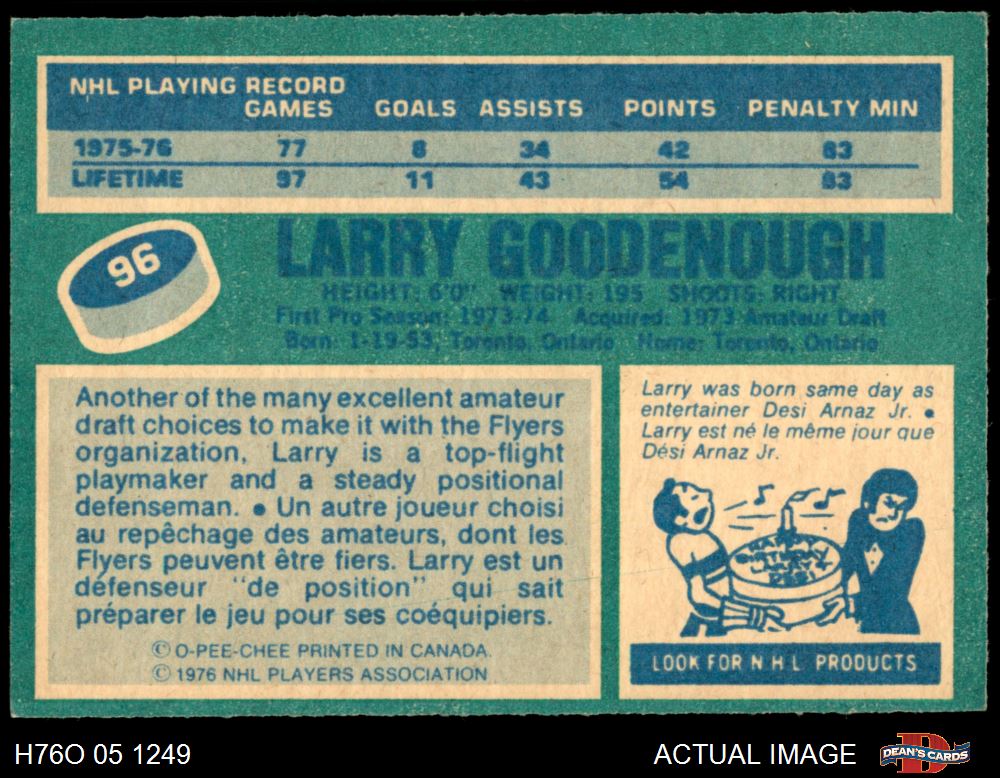 NHL PLAYING RECORD
GAMES GOALS ASSISTS POINTS PENALTY MIN
1975-76 77 8 34 42 83
LIFETIME 97 11 43 54 93
96
LARRY GOODENOUGH
HEIGHT: 6'0" WEIGHT: 195 SHOOTS: RIGHT
First Pro Season: 1973-74 Acquired: 1973 Amateur Draft
Born: 1-19-53, Toronto, Ontario Home: Toronto, Ontario
Another of the many excellent amateur
draft choices to make it with the Flyers
organization, Larry is a top-flight
playmaker and a steady positional
defenseman. • Un autre joueur choisi
au repêchage des amateurs, dont les
Flyers peuvent être fiers. Larry est un
défenseur "de position" qui sait
préparer le jeu pour ses coéquipiers.
© O-PEE-CHEE PRINTED IN CANADA.
© 1976 NHL PLAYERS ASSOCIATION
Larry was born same day as
entertainer Desi Arnaz Jr. •
Larry est né le même jour que
Dési Arnaz Jr.
HAPPY
BIRTHDAY
LARRY &
DESI
LOOK FOR N H L PRODUCTS
H76O 05 1249
ACTUAL IMAGE
D
DEAN'S CARDS